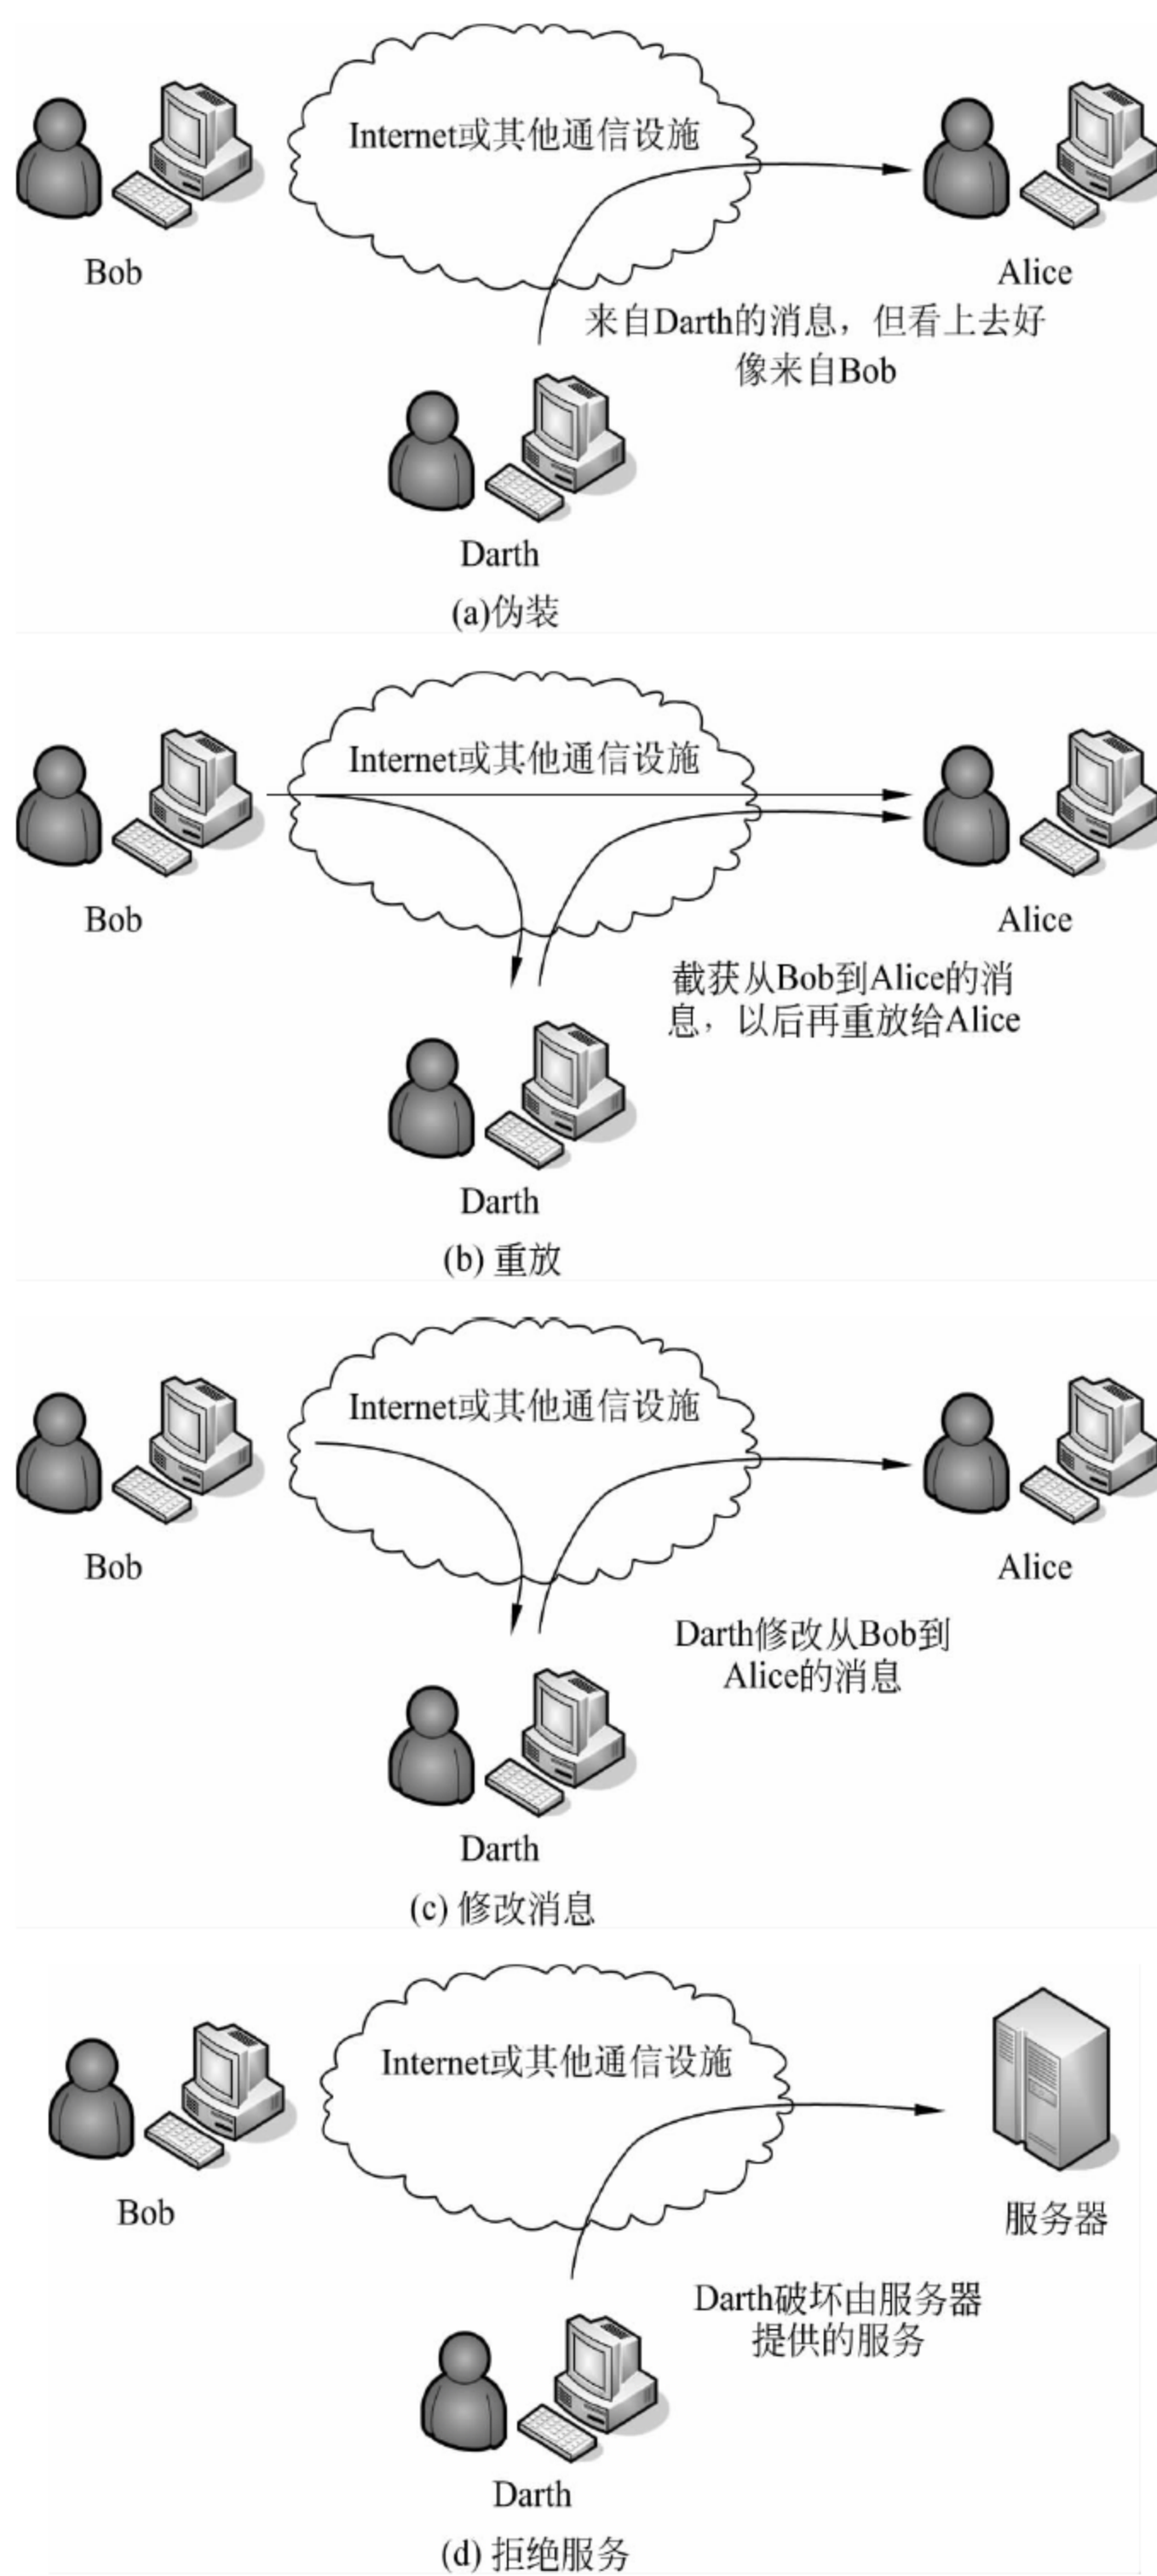 Internet或其他通信设施
Bob
Alice
来自Darth的消息，但看上去好
像来自Bob
Darth
(a)伪装
Internet或其他通信设施
Bob
Alice
截获从Bob到Alice的消
息，以后再重放给Alice
Darth
(b) 重放
Internet或其他通信设施
Bob
Alice
Darth修改从Bob到
Alice的消息
Darth
(c) 修改消息
Internet或其他通信设施
Bob
服务器
Darth破坏由服务器
提供的服务
Darth
(d) 拒绝服务